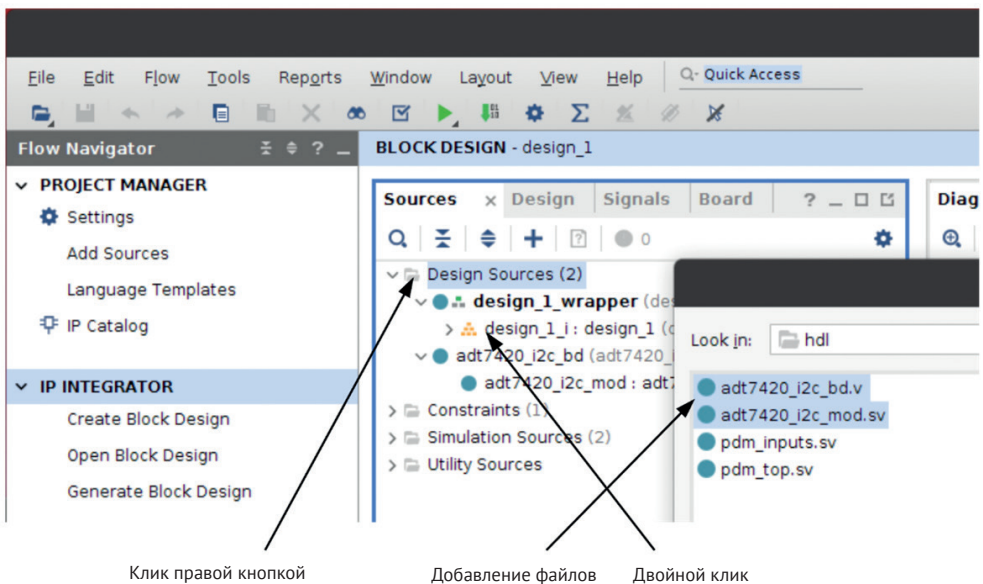 File Edit Flow Tools Reports Window Layout View Help Q- Quick Access
Flow Navigator ? _
BLOCK DESIGN - design_1
PROJECT MANAGER
Settings
Add Sources
Language Templates
IP Catalog
IP INTEGRATOR
Create Block Design
Open Block Design
Generate Block Design
Sources × Design Signals Board ? _
0
Design Sources (2)
design_1_wrapper (des
design_1_i : design_1 (d
adt7420_i2c_bd (adt7420_i
adt7420_i2c_mod : adt7
Constraints (1)
Simulation Sources (2)
Utility Sources
Diag
Look in: hdl
adt7420_i2c_bd.v
adt7420_i2c_mod.sv
pdm_inputs.sv
pdm_top.sv
Клик правой кнопкой Добавление файлов Двойной клик